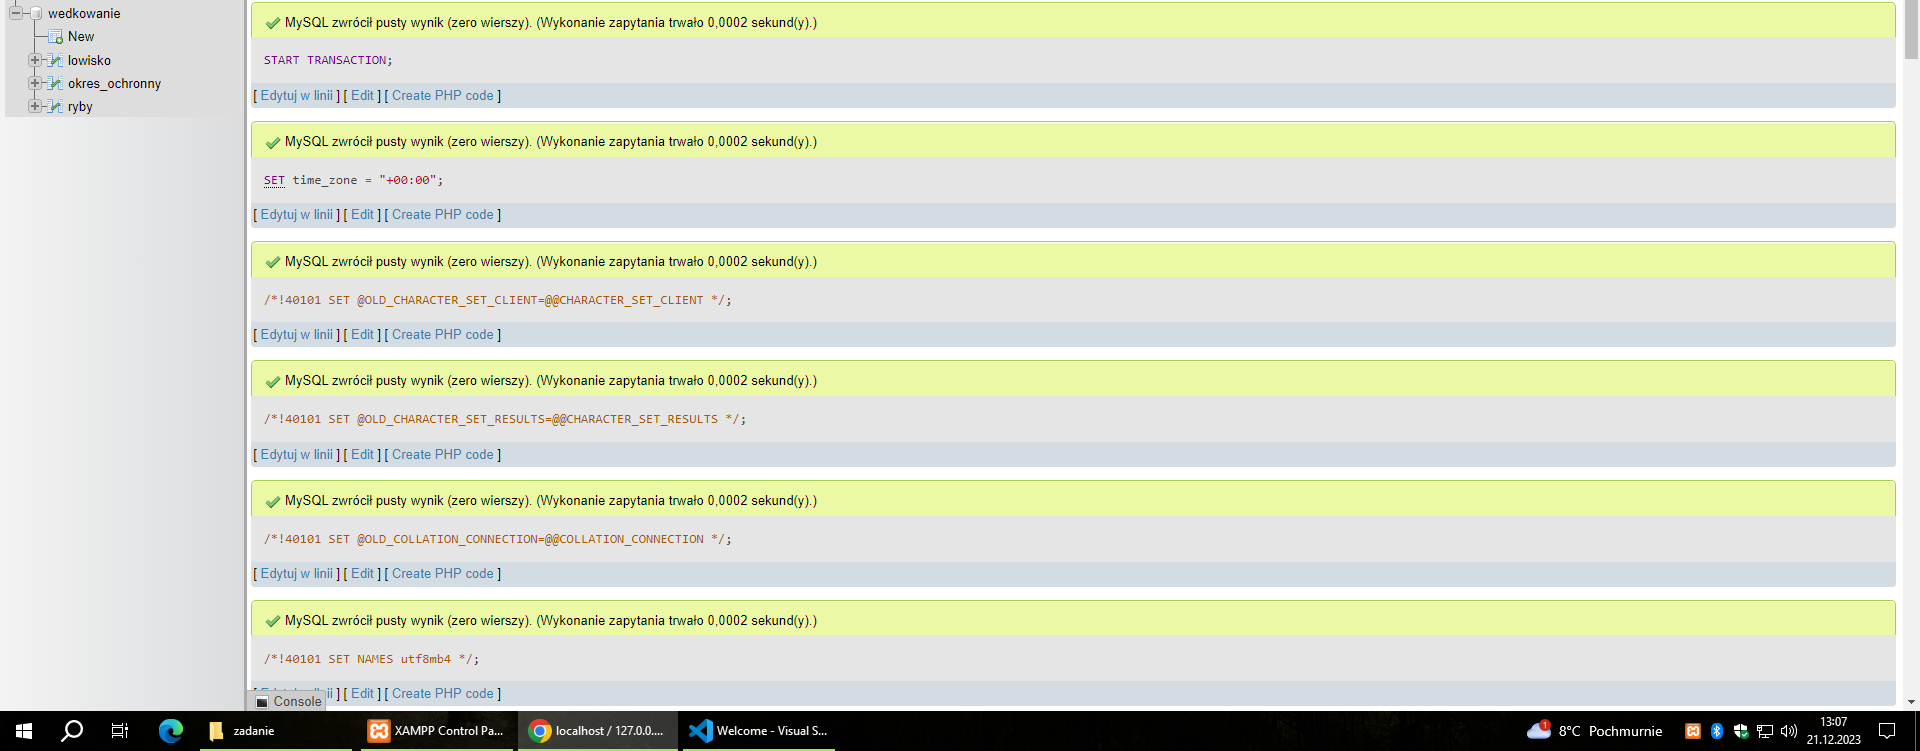 wedkowanie
New
lowisko
okres_ochronny
ryby
MySQL zwrócił pusty wynik (zero wierszy). (Wykonanie zapytania trwało 0,0002 sekund(y).)
START TRANSACTION;
[ Edytuj w linii ] [ Edit ] [ Create PHP code ]
MySQL zwrócił pusty wynik (zero wierszy). (Wykonanie zapytania trwało 0,0002 sekund(y).)
SET time_zone = "+00:00";
[ Edytuj w linii ] [ Edit ] [ Create PHP code ]
MySQL zwrócił pusty wynik (zero wierszy). (Wykonanie zapytania trwało 0,0002 sekund(y).)
/*!40101 SET @OLD_CHARACTER_SET_CLIENT=@@CHARACTER_SET_CLIENT */;
[ Edytuj w linii ] [ Edit ] [ Create PHP code ]
MySQL zwrócił pusty wynik (zero wierszy). (Wykonanie zapytania trwało 0,0002 sekund(y).)
/*!40101 SET @OLD_CHARACTER_SET_RESULTS=@@CHARACTER_SET_RESULTS */;
[ Edytuj w linii ] [ Edit ] [ Create PHP code ]
MySQL zwrócił pusty wynik (zero wierszy). (Wykonanie zapytania trwało 0,0002 sekund(y).)
/*!40101 SET @OLD_COLLATION_CONNECTION=@@COLLATION_CONNECTION */;
[ Edytuj w linii ] [ Edit ] [ Create PHP code ]
MySQL zwrócił pusty wynik (zero wierszy). (Wykonanie zapytania trwało 0,0002 sekund(y).)
/*!40101 SET NAMES utf8mb4 */;
] [ Edit ] [ Create PHP code ]
Console
zadanie
XAMPP Control Pa...
localhost / 127.0.0....
Welcome - Visual S...
1
8°C Pochmurnie
13:07
21.12.2023